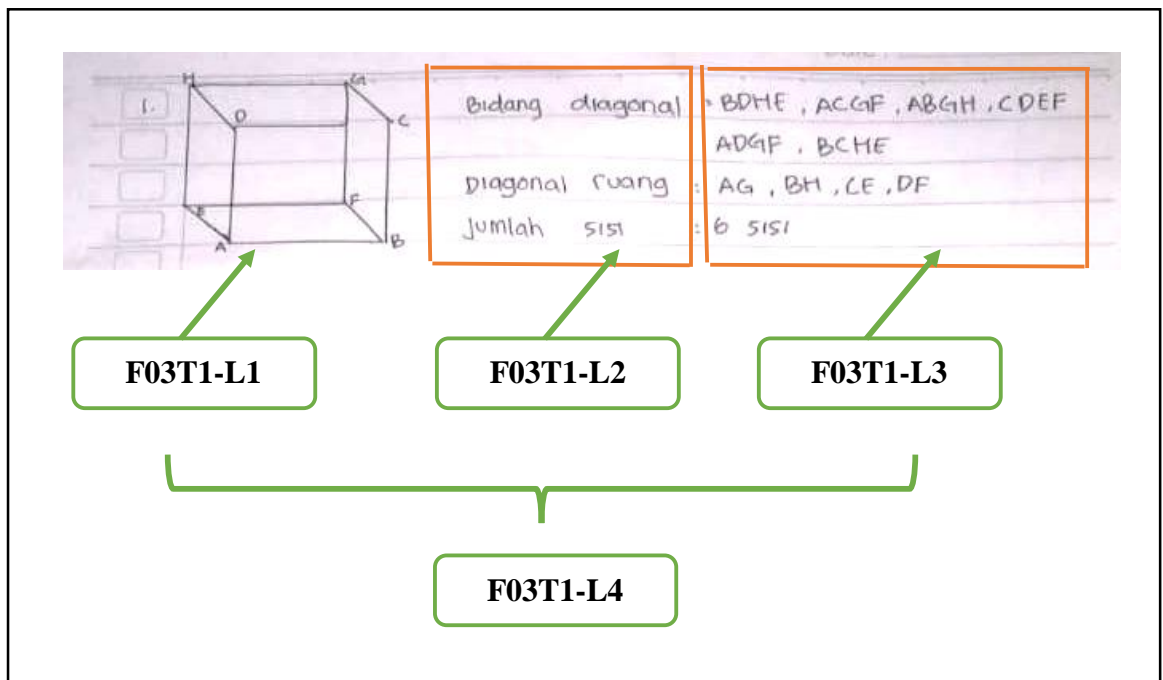 H G
1. D C
E F
A B
Bidang diagonal : BDHE, ACGF, ABGH, CDEF
ADGF, BCHE
Diagonal ruang : AG, BH, CE, DF
Jumlah sisi : 6 sisi
F03T1-L1 F03T1-L2 F03T1-L3
F03T1-L4